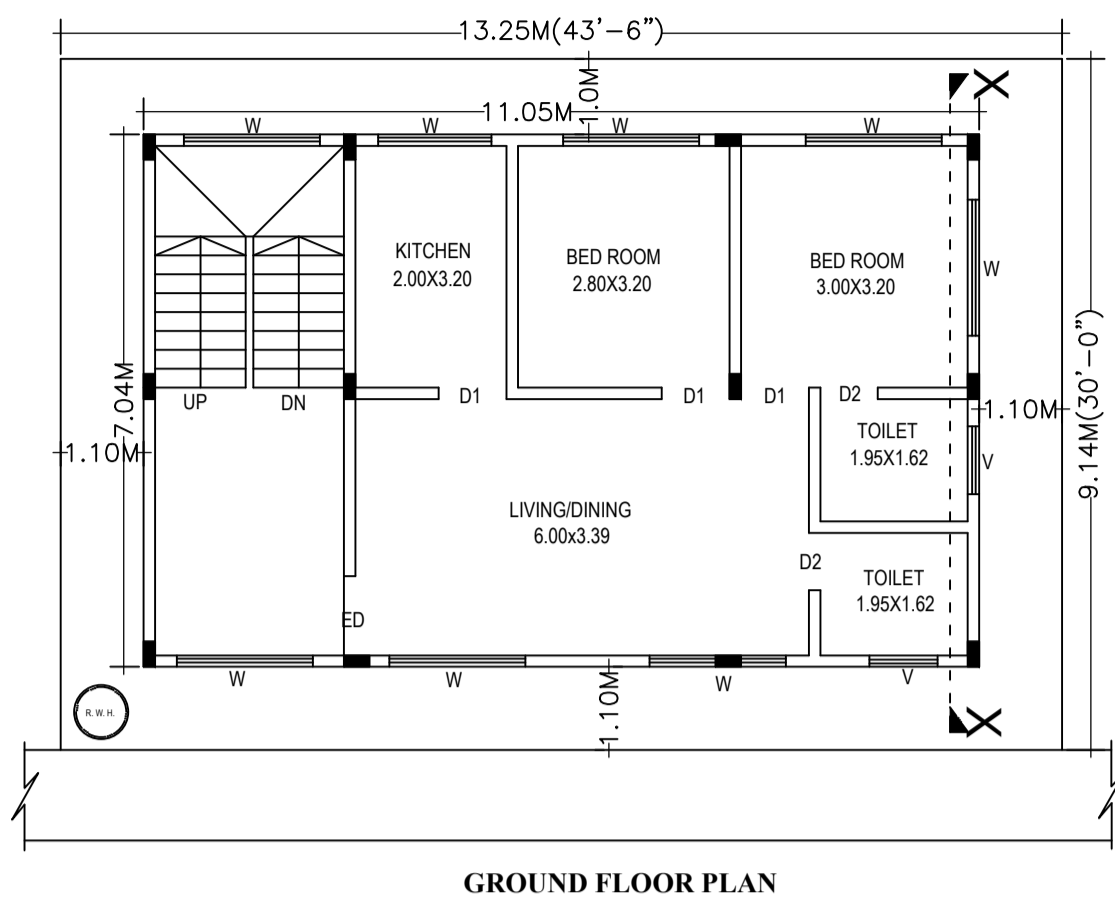 13.25M(43'-6")
1.0M
X
11.05M
W
W
W
W
KITCHEN
2.00X3.20
BED ROOM
2.80X3.20
BED ROOM
3.00X3.20
W
7.04M
9.14M(30'-0")
UP
DN
D1
D1
D1
D2
1.10M
1.10M
TOILET
1.95X1.62
V
LIVING/DINING
6.00x3.39
D2
TOILET
1.95X1.62
ED
W
W
W
V
1.10M
R. W. H.
X
GROUND FLOOR PLAN